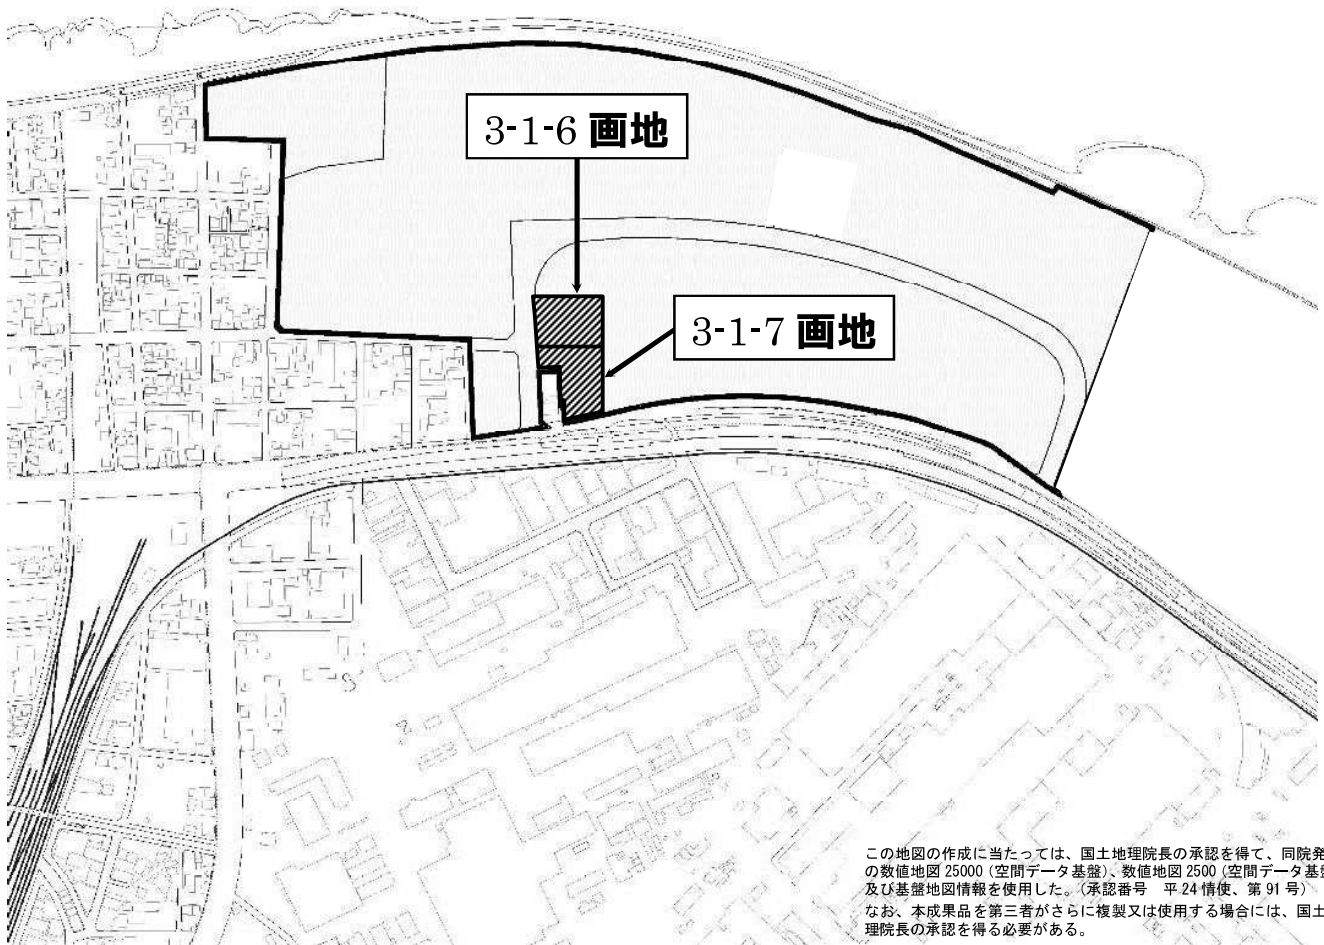 3-1-6 画地
3-1-7 画地
この地図の作成に当たっては、国土地理院長の承認を得て、同院発
の数値地図 25000（空間データ基盤）、数値地図 2500（空間データ基盤
及び基盤地図情報を使用した。（承認番号　平 24 情使、第 91 号）
なお、本成果品を第三者がさらに複製又は使用する場合には、国土
理院長の承認を得る必要がある。